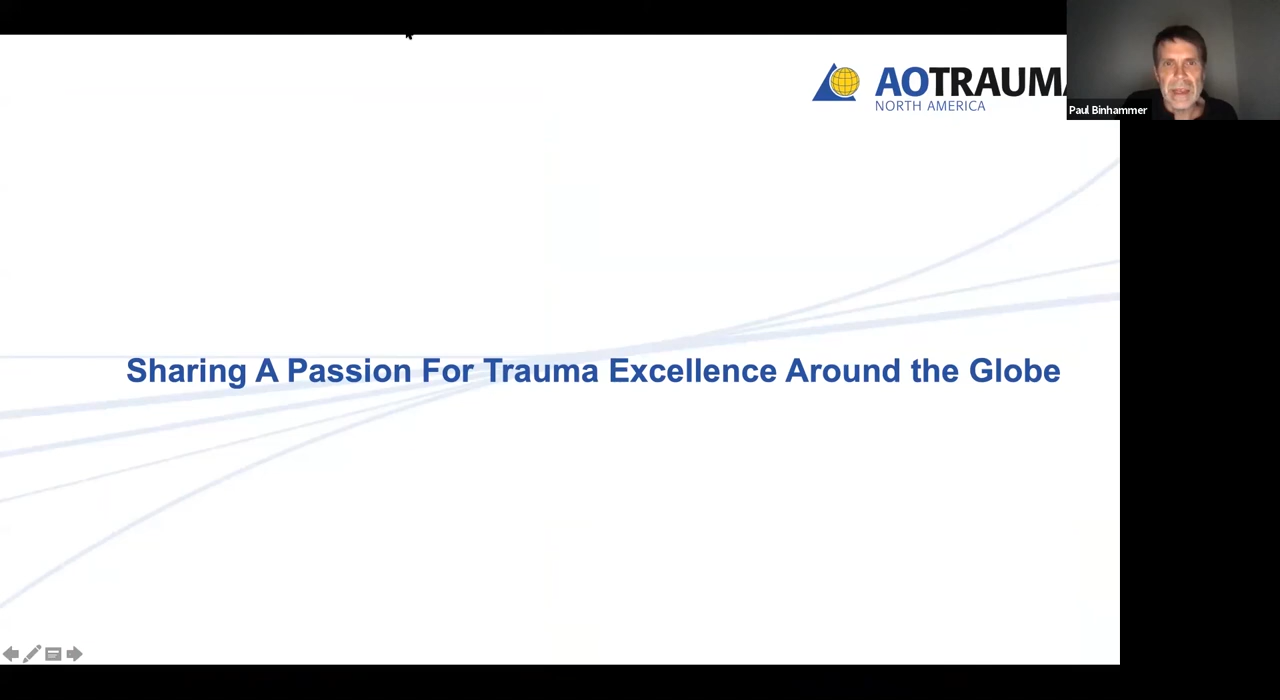 AOTRAUMA
NORTH AMERICA
Paul Binhammer
Sharing A Passion For Trauma Excellence Around the Globe